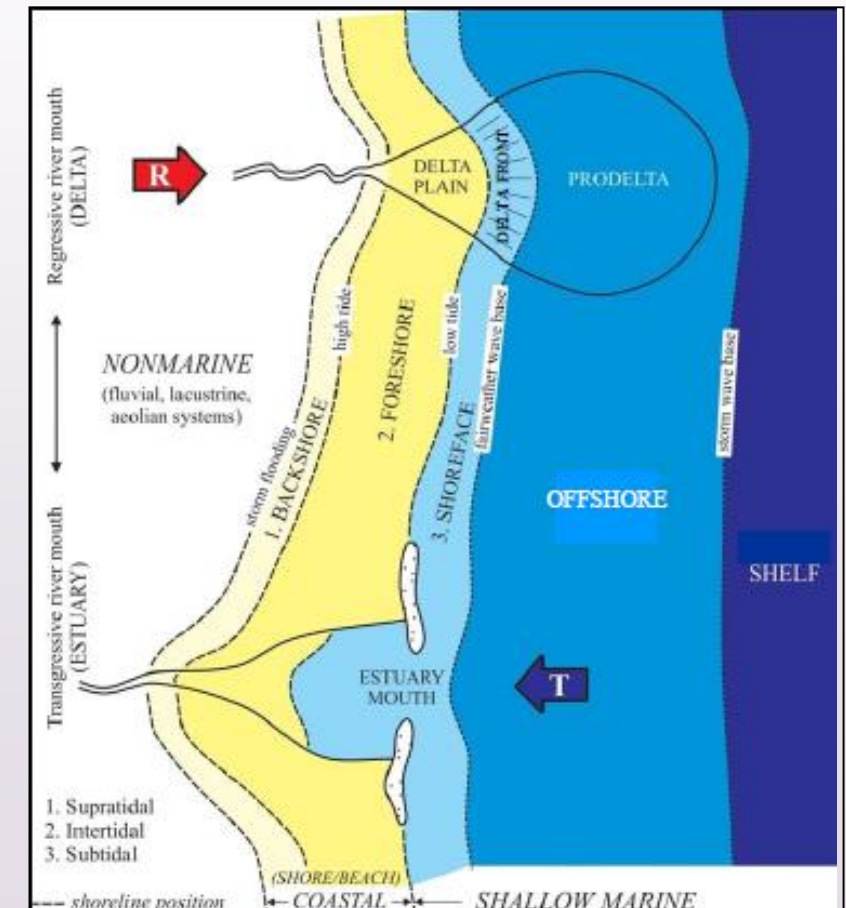 Regressive river mouth
(DELTA)
R
DELTA
PLAIN
DELTA FRONT
PRODELTA
high tide
low tide
fairweather wave base
storm wave base
NONMARINE
(fluvial, lacustrine,
aeolian systems)
storm flooding
1. BACKSHORE
2. FORESHORE
3. SHOREFACE
OFFSHORE
SHELF
Transgressive river mouth
(ESTUARY)
ESTUARY
MOUTH
T
1. Supratidal
2. Intertidal
3. Subtidal
(SHORE/BEACH)
shoreline position
COASTAL
SHALLOW MARINE